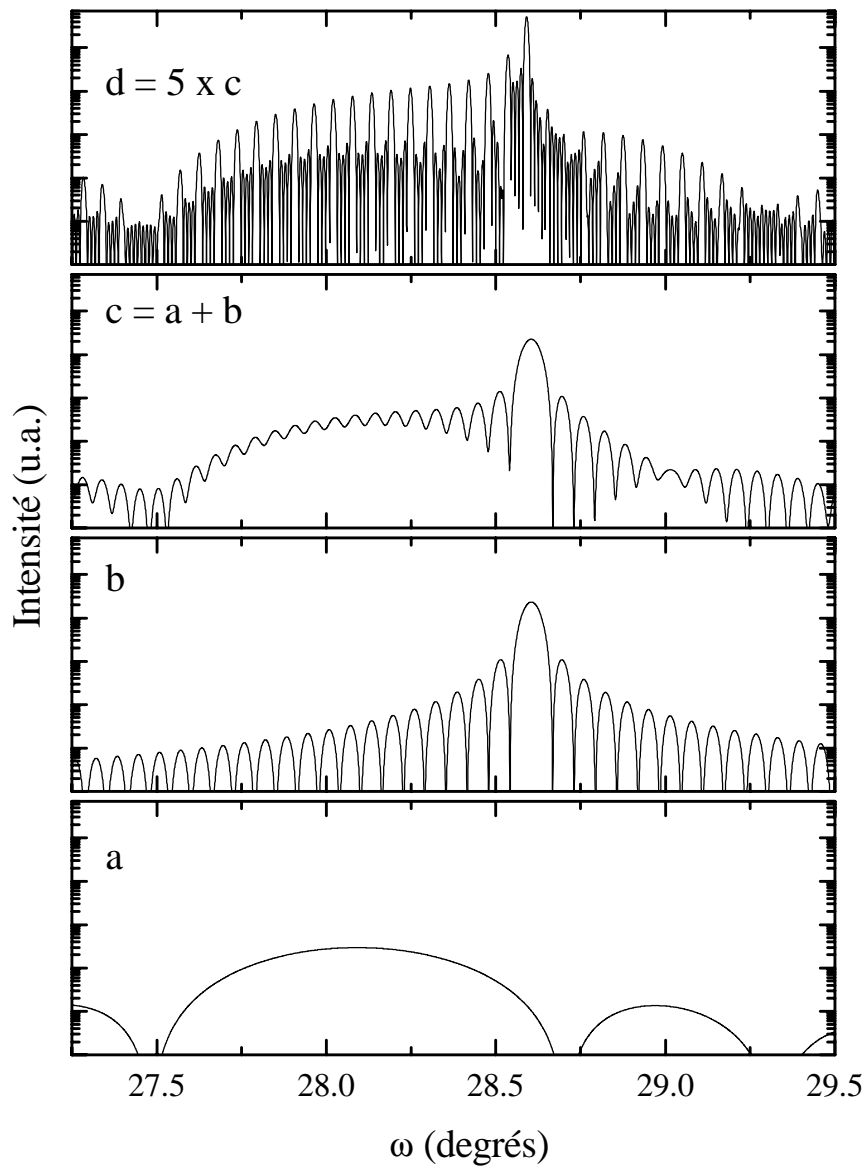 d = 5 x c
c = a + b
b
a
Intensité (u.a.)
27.5 28.0 28.5 29.0 29.5
ω (degrés)